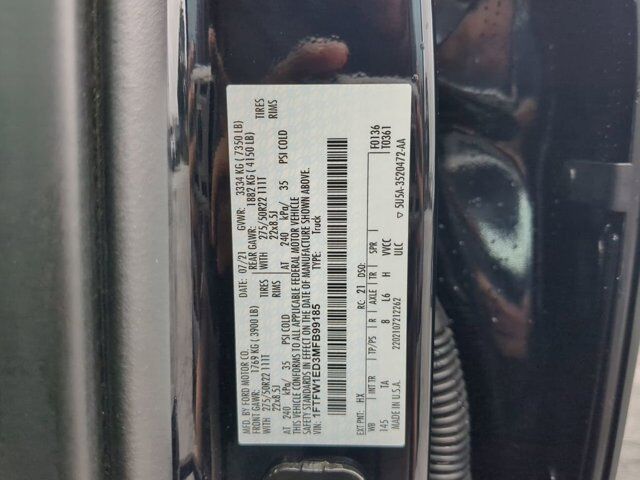 MFD. BY FORD MOTOR CO.
DATE: 07/21 GVWR: 3334 KG ( 7350 LB)
FRONT GAWR: 1769 KG ( 3900 LB) REAR GAWR: 1882 KG ( 4150 LB)
WITH 275/50R22 111T TIRES WITH 275/50R22 111T TIRES
22x8.5J RIMS 22x8.5J RIMS
AT 240 kPa/ 35 PSI COLD AT 240 kPa/ 35 PSI COLD
THIS VEHICLE CONFORMS TO ALL APPLICABLE FEDERAL MOTOR VEHICLE
SAFETY STANDARDS IN EFFECT ON THE DATE OF MANUFACTURE SHOWN ABOVE.
VIN: 1FTFW1ED3MFB99185 TYPE: Truck
F0136
T0361
EXT PNT: HX RC: 21 DSO:
WB INT TR TP/PS R AXLE TR SPR
145 TA 8 L6 H VVCC
MADE IN U.S.A. 2202107212262 ULC
5U5A-3520472-AA